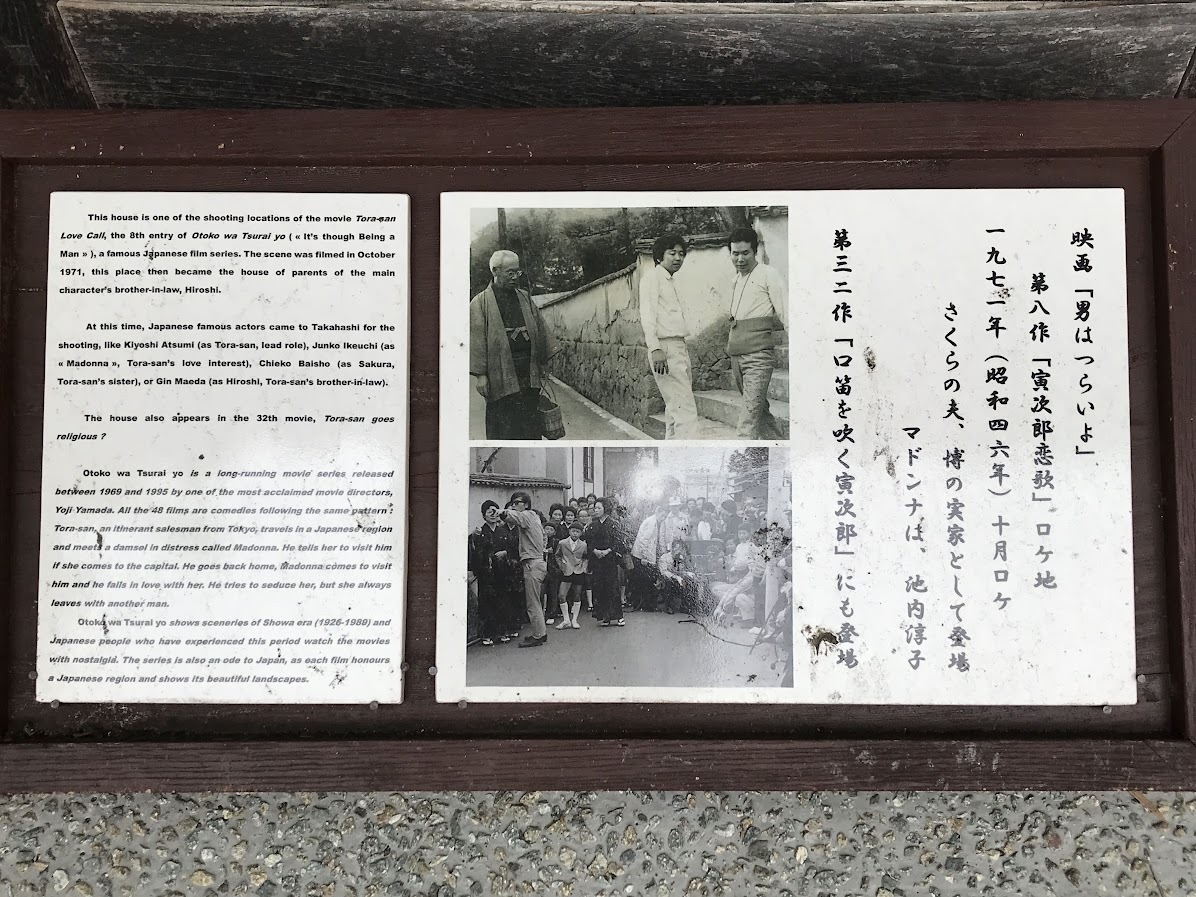 This house is one of the shooting locations of the movie Tora-san
Love Call, the 8th entry of Otoko wa Tsurai yo ( « It's though Being a
Man » ), a famous Japanese film series. The scene was filmed in October
1971, this place then became the house of parents of the main
character's brother-in-law, Hiroshi.
At this time, Japanese famous actors came to Takahashi for the
shooting, like Kiyoshi Atsumi (as Tora-san, lead role), Junko Ikeuchi (as
« Madonna », Tora-san's love interest), Chieko Baisho (as Sakura,
Tora-san's sister), or Gin Maeda (as Hiroshi, Tora-san's brother-in-law).
The house also appears in the 32th movie, Tora-san goes
religious ?
Otoko wa Tsurai yo is a long-running movie series released
between 1969 and 1995 by one of the most acclaimed movie directors,
Yoji Yamada. All the 48 films are comedies following the same pattern :
Tora-san, an itherant salesman from Tokyo, travels in a Japanese region
and meets a damsel in distress called Madonna. He tells her to visit him
if she comes to the capital. He goes back home, Madonna comes to visit
him and he falls in love with her. He tries to seduce her, but she always
leaves with another man.
Otoko wa Tsurai yo shows sceneries of Showa era (1926-1989) and
Japanese people who have experienced this period watch the movies
with nostalgia. The series is also an ode to Japan, as each film honours
a Japanese region and shows its beautiful landscapes.
映画「男はつらいよ」
第八作「寅次郎恋歌」ロケ地
一九七一年（昭和四六年）十月ロケ
さくらの夫、博の実家として登場
マドンナは、池内淳子
第三二作「口笛を吹く寅次郎」にも登場